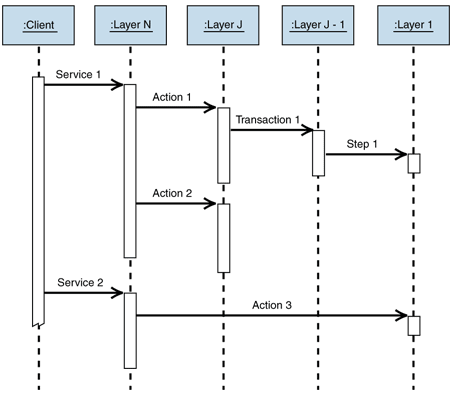 :Client
:Layer N
:Layer J
:Layer J - 1
:Layer 1
Service 1
Action 1
Transaction 1
Step 1
Action 2
Service 2
Action 3